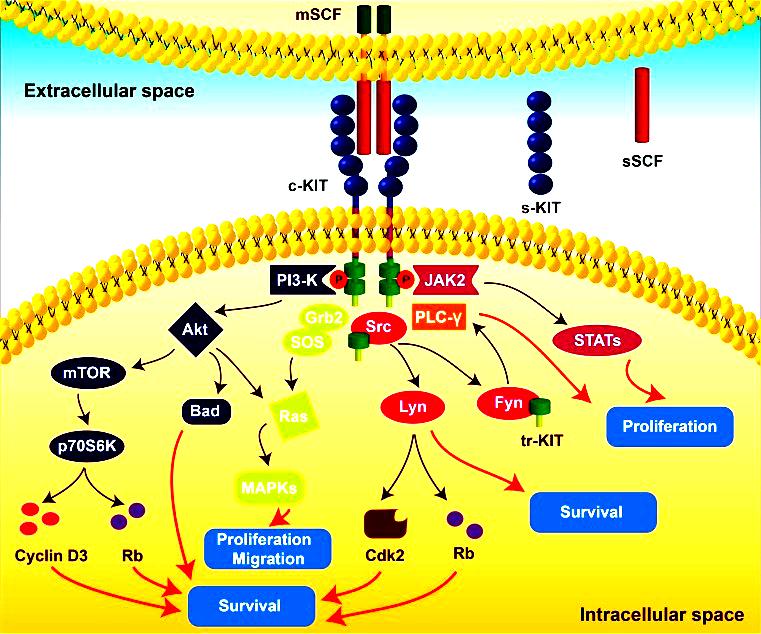 mSCF
Extracellular space
sSCF
c-KIT
s-KIT
PI3-K
P
P
JAK2
Grb2
Src
PLC-γ
Akt
SOS
STATs
mTOR
Bad
Ras
Lyn
Fyn
Proliferation
tr-KIT
p70S6K
MAPKs
Survival
Proliferation
Migration
Cyclin D3
Rb
Cdk2
Rb
Survival
Intracellular space